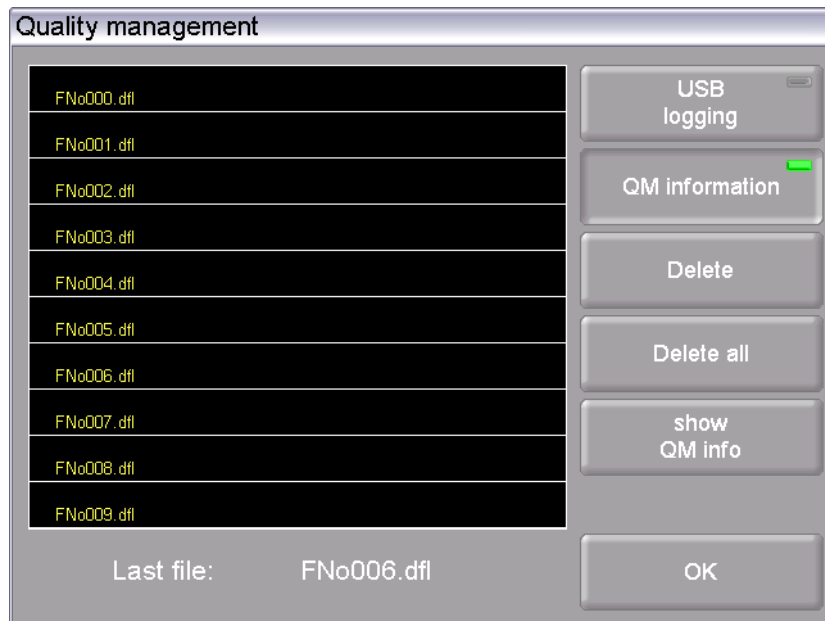 Quality management
FNo000.dfl
FNo001.dfl
FNo002.dfl
FNo003.dfl
FNo004.dfl
FNo005.dfl
FNo006.dfl
FNo007.dfl
FNo008.dfl
FNo009.dfl
Last file: FNo006.dfl
USB
logging
QM information
Delete
Delete all
show
QM info
OK